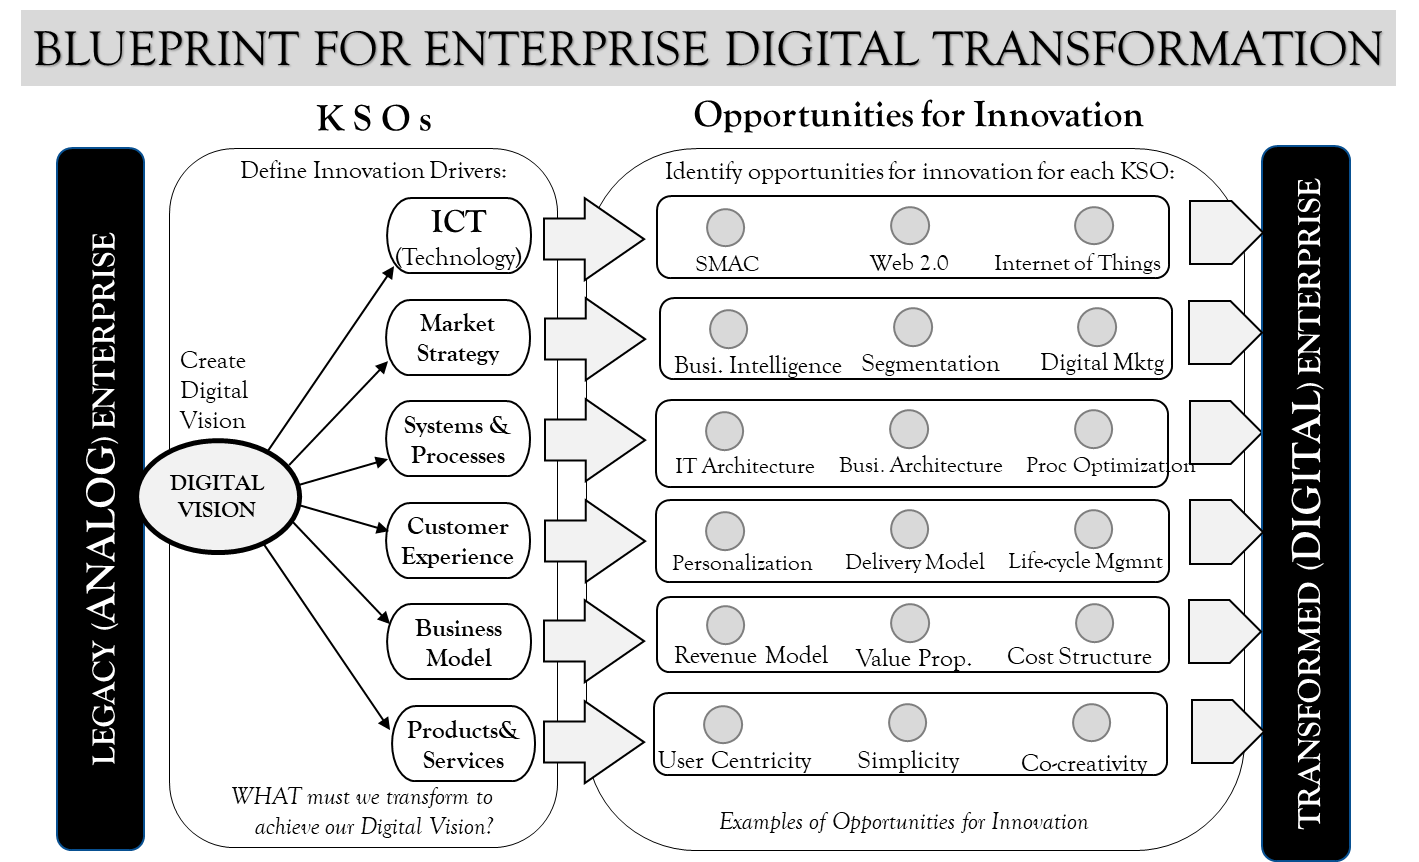 BLUEPRINT FOR ENTERPRISE DIGITAL TRANSFORMATION
K S O s
Opportunities for Innovation
LEGACY (ANALOG) ENTERPRISE
Define Innovation Drivers:
Create
Digital
Vision
DIGITAL
VISION
ICT
(Technology)
Market
Strategy
Systems &
Processes
Customer
Experience
Business
Model
Products&
Services
WHAT must we transform to
achieve our Digital Vision?
Identify opportunities for innovation for each KSO:
SMAC
Web 2.0
Internet of Things
Busi. Intelligence
Segmentation
Digital Mktg
IT Architecture
Busi. Architecture
Proc Optimization
Personalization
Delivery Model
Life-cycle Mgmnt
Revenue Model
Value Prop.
Cost Structure
User Centricity
Simplicity
Co-creativity
Examples of Opportunities for Innovation
TRANSFORMED (DIGITAL) ENTERPRISE